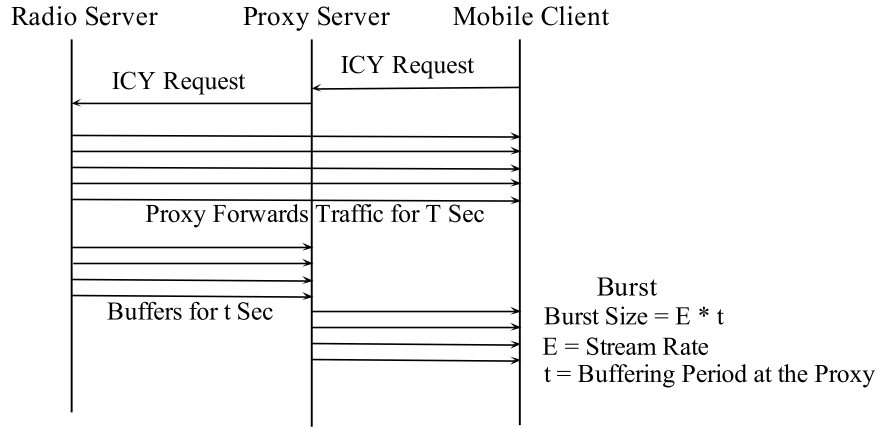 Radio Server
Proxy Server
Mobile Client
ICY Request
ICY Request
Proxy Forwards Traffic for T Sec
Buffers for t Sec
Burst
Burst Size = E * t
E = Stream Rate
t = Buffering Period at the Proxy